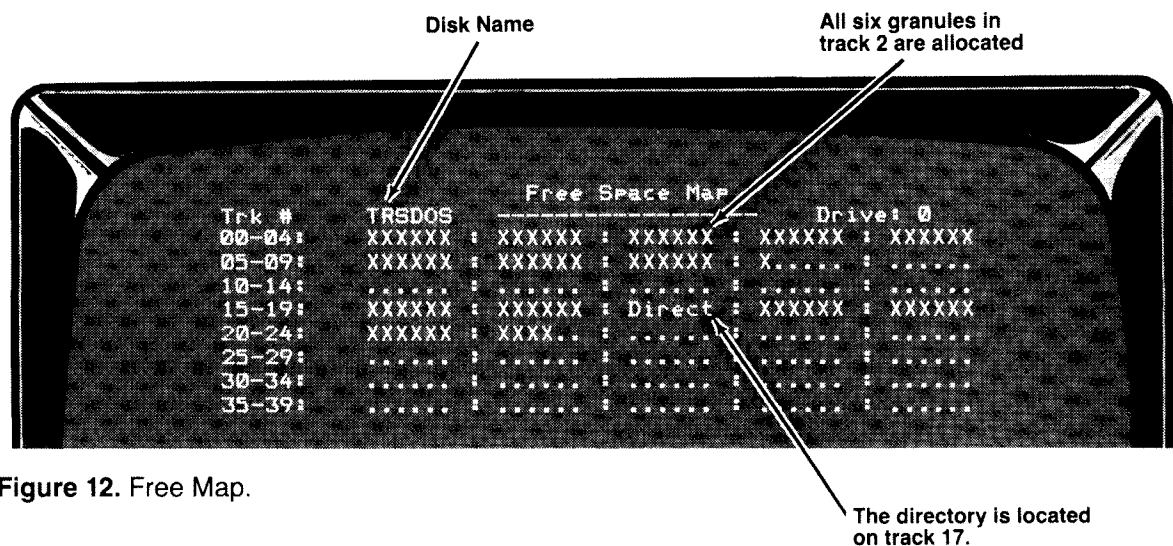 Disk Name
All six granules in
track 2 are allocated
Free Space Map
Trk # TRSDOS -------------------- Drive: 0
00-04: XXXXXX : XXXXXX : XXXXXX : XXXXXX : XXXXXX
05-09: XXXXXX : XXXXXX : XXXXXX : X..... : ......
10-14: ...... : ...... : ...... : ...... : ......
15-19: XXXXXX : XXXXXX : Direct : XXXXXX : XXXXXX
20-24: XXXXXX : XXXX.. : ...... : ...... : ......
25-29: ...... : ...... : ...... : ...... : ......
30-34: ...... : ...... : ...... : ...... : ......
35-39: ...... : ...... : ...... : ...... : ......
Figure 12. Free Map.
The directory is located
on track 17.